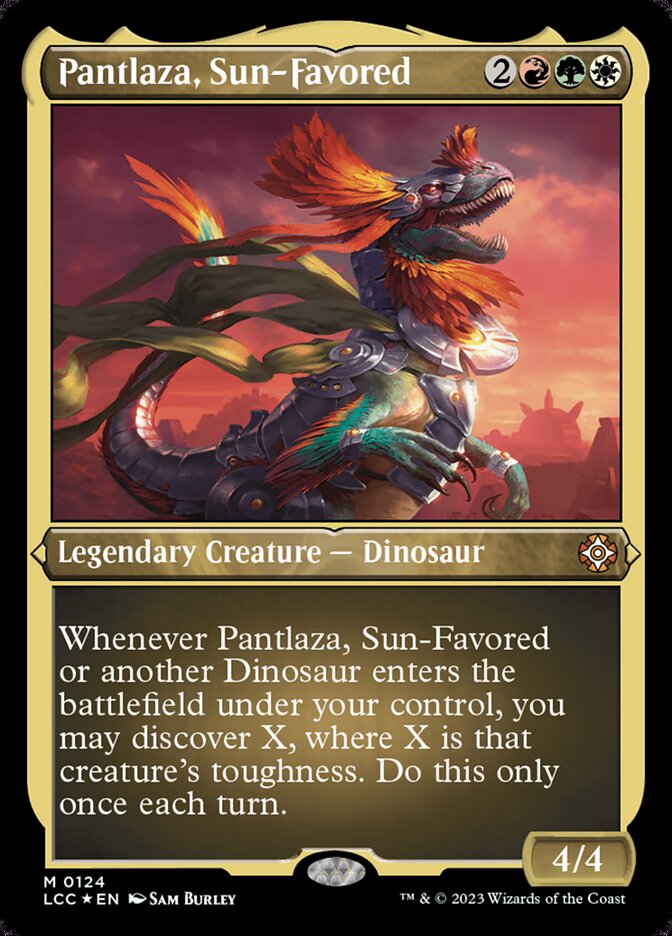 Pantlaza, Sun-Favored 2
Legendary Creature — Dinosaur
Whenever Pantlaza, Sun-Favored
or another Dinosaur enters the
battlefield under your control, you
may discover X, where X is that
creature's toughness. Do this only
once each turn.
4/4
M 0124
LCC★EN Sam Burley
™ & © 2023 Wizards of the Coast